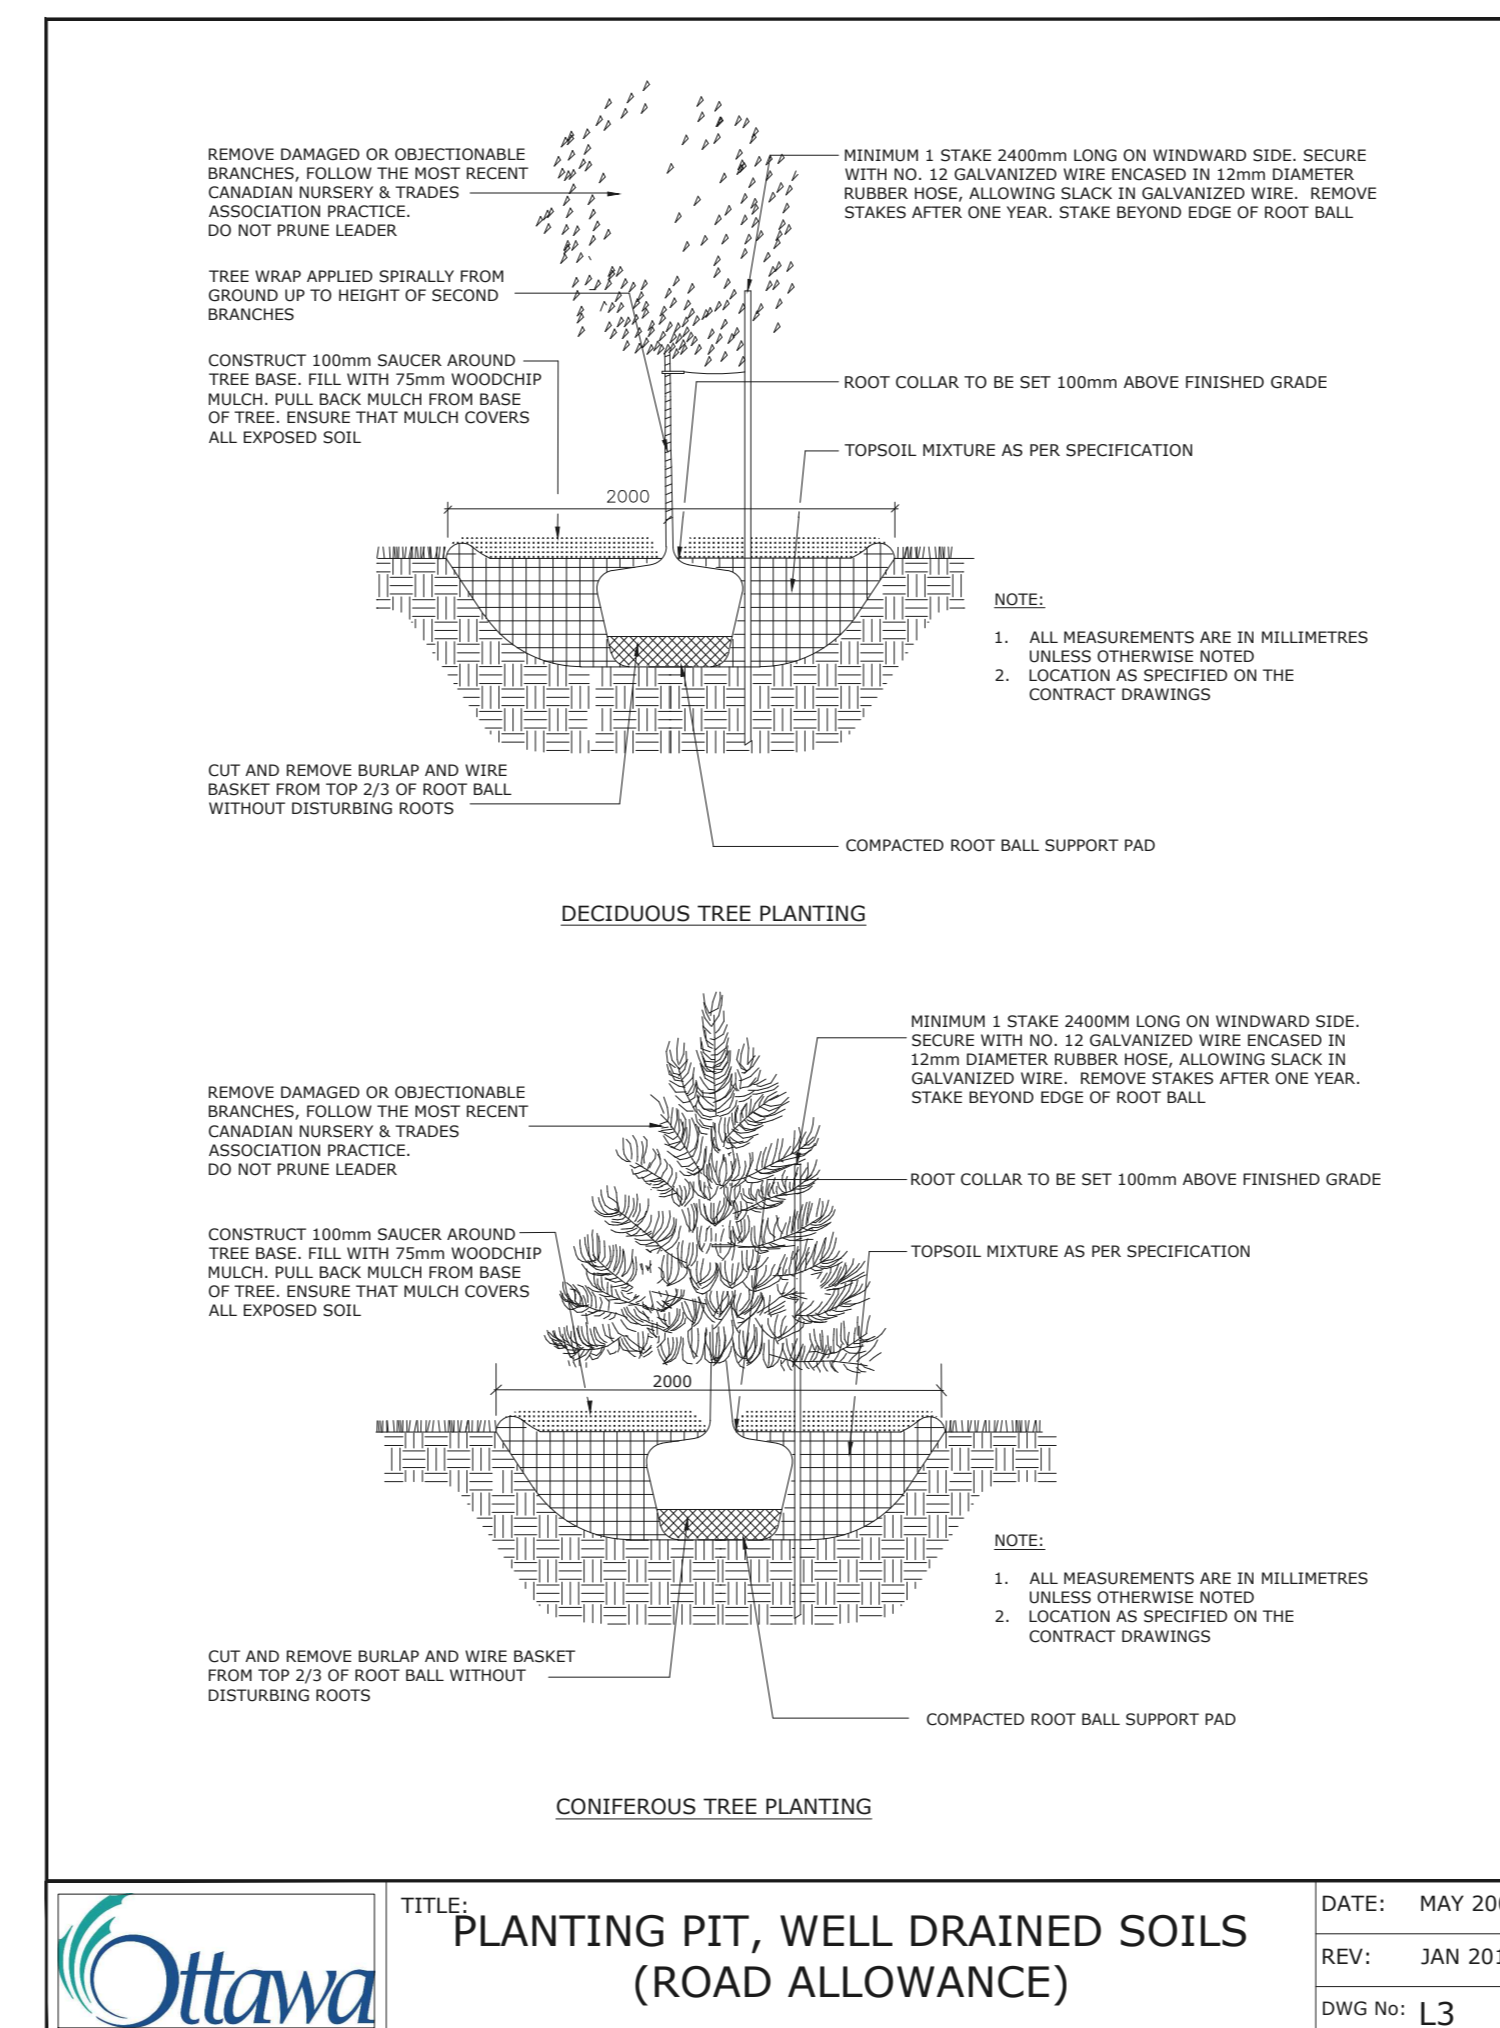 REMOVE DAMAGED OR OBJECTIONABLE
BRANCHES, FOLLOW THE MOST RECENT
CANADIAN NURSERY & TRADES
ASSOCIATION PRACTICE.
DO NOT PRUNE LEADER
MINIMUM 1 STAKE 2400mm LONG ON WINDWARD SIDE. SECURE
WITH NO. 12 GALVANIZED WIRE ENCASED IN 12mm DIAMETER
RUBBER HOSE, ALLOWING SLACK IN GALVANIZED WIRE. REMOVE
STAKES AFTER ONE YEAR. STAKE BEYOND EDGE OF ROOT BALL
TREE WRAP APPLIED SPIRALLY FROM
GROUND UP TO HEIGHT OF SECOND
BRANCHES
CONSTRUCT 100mm SAUCER AROUND
TREE BASE. FILL WITH 75mm WOODCHIP
MULCH. PULL BACK MULCH FROM BASE
OF TREE. ENSURE THAT MULCH COVERS
ALL EXPOSED SOIL
ROOT COLLAR TO BE SET 100mm ABOVE FINISHED GRADE
TOPSOIL MIXTURE AS PER SPECIFICATION
2000
NOTE:
1. ALL MEASUREMENTS ARE IN MILLIMETRES
UNLESS OTHERWISE NOTED
2. LOCATION AS SPECIFIED ON THE
CONTRACT DRAWINGS
CUT AND REMOVE BURLAP AND WIRE
BASKET FROM TOP 2/3 OF ROOT BALL
WITHOUT DISTURBING ROOTS
COMPACTED ROOT BALL SUPPORT PAD
DECIDUOUS TREE PLANTING
MINIMUM 1 STAKE 2400MM LONG ON WINDWARD SIDE.
SECURE WITH NO. 12 GALVANIZED WIRE ENCASED IN
12mm DIAMETER RUBBER HOSE, ALLOWING SLACK IN
GALVANIZED WIRE. REMOVE STAKES AFTER ONE YEAR.
STAKE BEYOND EDGE OF ROOT BALL
REMOVE DAMAGED OR OBJECTIONABLE
BRANCHES, FOLLOW THE MOST RECENT
CANADIAN NURSERY & TRADES
ASSOCIATION PRACTICE.
DO NOT PRUNE LEADER
ROOT COLLAR TO BE SET 100mm ABOVE FINISHED GRADE
CONSTRUCT 100mm SAUCER AROUND
TREE BASE. FILL WITH 75mm WOODCHIP
MULCH. PULL BACK MULCH FROM BASE
OF TREE. ENSURE THAT MULCH COVERS
ALL EXPOSED SOIL
TOPSOIL MIXTURE AS PER SPECIFICATION
2000
NOTE:
1. ALL MEASUREMENTS ARE IN MILLIMETRES
UNLESS OTHERWISE NOTED
2. LOCATION AS SPECIFIED ON THE
CONTRACT DRAWINGS
CUT AND REMOVE BURLAP AND WIRE BASKET
FROM TOP 2/3 OF ROOT BALL WITHOUT
DISTURBING ROOTS
COMPACTED ROOT BALL SUPPORT PAD
CONIFEROUS TREE PLANTING
Ottawa
TITLE:
PLANTING PIT, WELL DRAINED SOILS
(ROAD ALLOWANCE)
DATE: MAY
REV: JAN
DWG No: L3